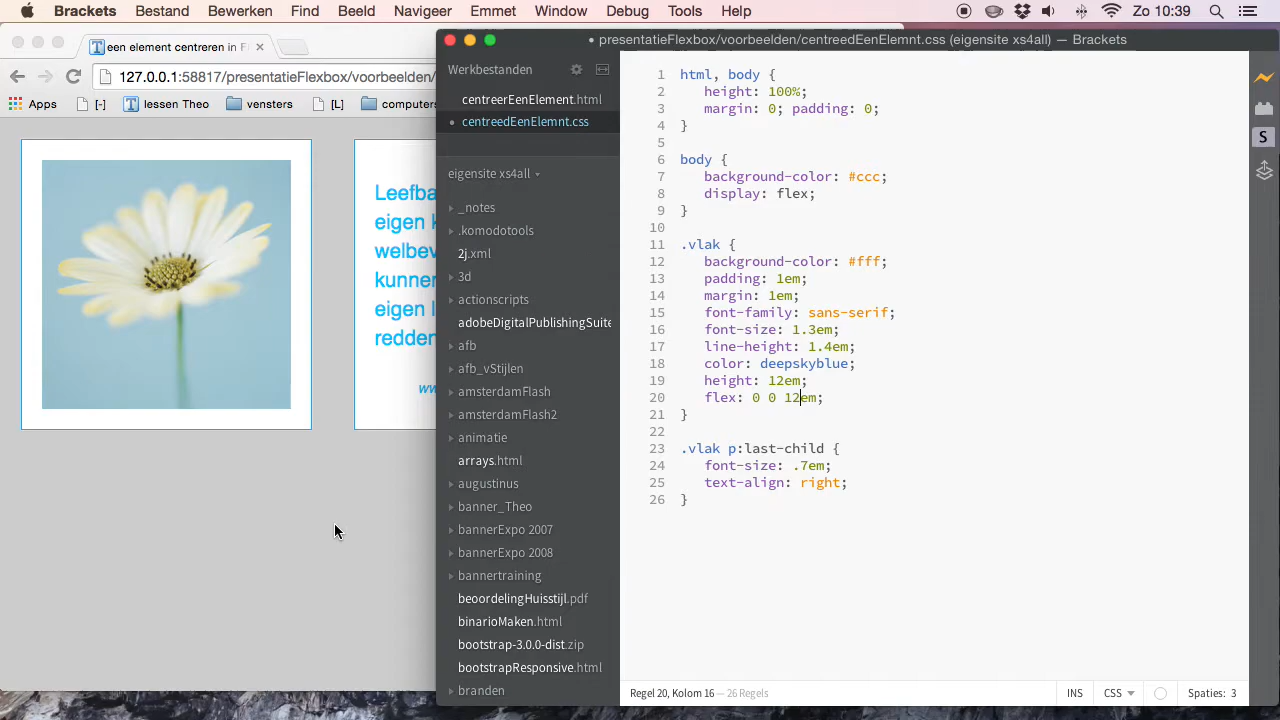 Brackets Bestand Bewerken Zoeken Beeld Navigeer Emmet Window Debug Tools Help Zo 10:39
een element centreren in F
presentatieFlexbox/voorbeelden/centreedEenElemnt.css (eigensite xs4all) — Brackets
127.0.0.1:58817/presentatieFlexbox/voorbeelden/
Apps [-] lessen Theo vensters [L] computers
Leefba
eigen k
welbev
kunner
eigen l
redden
ww
Werkbestanden
centreerEenElement.html
centreedEenElemnt.css
eigensite xs4all
_notes
.komodotools
2j.xml
3d
actionscripts
adobeDigitalPublishingSuite
afb
afb_vStijlen
amsterdamFlash
amsterdamFlash2
animatie
arrays.html
augustinus
banner_Theo
bannerExpo 2007
bannerExpo 2008
bannertraining
beoordelingHuisstijl.pdf
binarioMaken.html
bootstrap-3.0.0-dist.zip
bootstrapResponsive.html
branden
1 html, body {
2 height: 100%;
3 margin: 0; padding: 0;
4 }
5
6 body {
7 background-color: #ccc;
8 display: flex;
9 }
10
11 .vlak {
12 background-color: #fff;
13 padding: 1em;
14 margin: 1em;
15 font-family: sans-serif;
16 font-size: 1.3em;
17 line-height: 1.4em;
18 color: deepskyblue;
19 height: 12em;
20 flex: 0 0 12em;
21 }
22
23 .vlak p:last-child {
24 font-size: .7em;
25 text-align: right;
26 }
S
Regel 20, Kolom 16 — 26 Regels INS CSS Spaties: 3